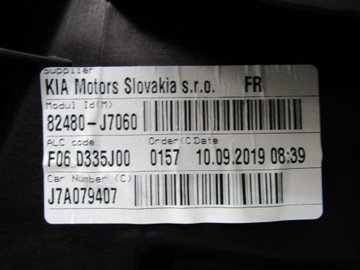 Supplier
KIA Motors Slovakia s.r.o. FR
Modul Id(M)
82480-J7060
ALC code Order(C)Date
F06 D335J00 0157 10.09.2019 08:39
Car Number (C)
J7A079407